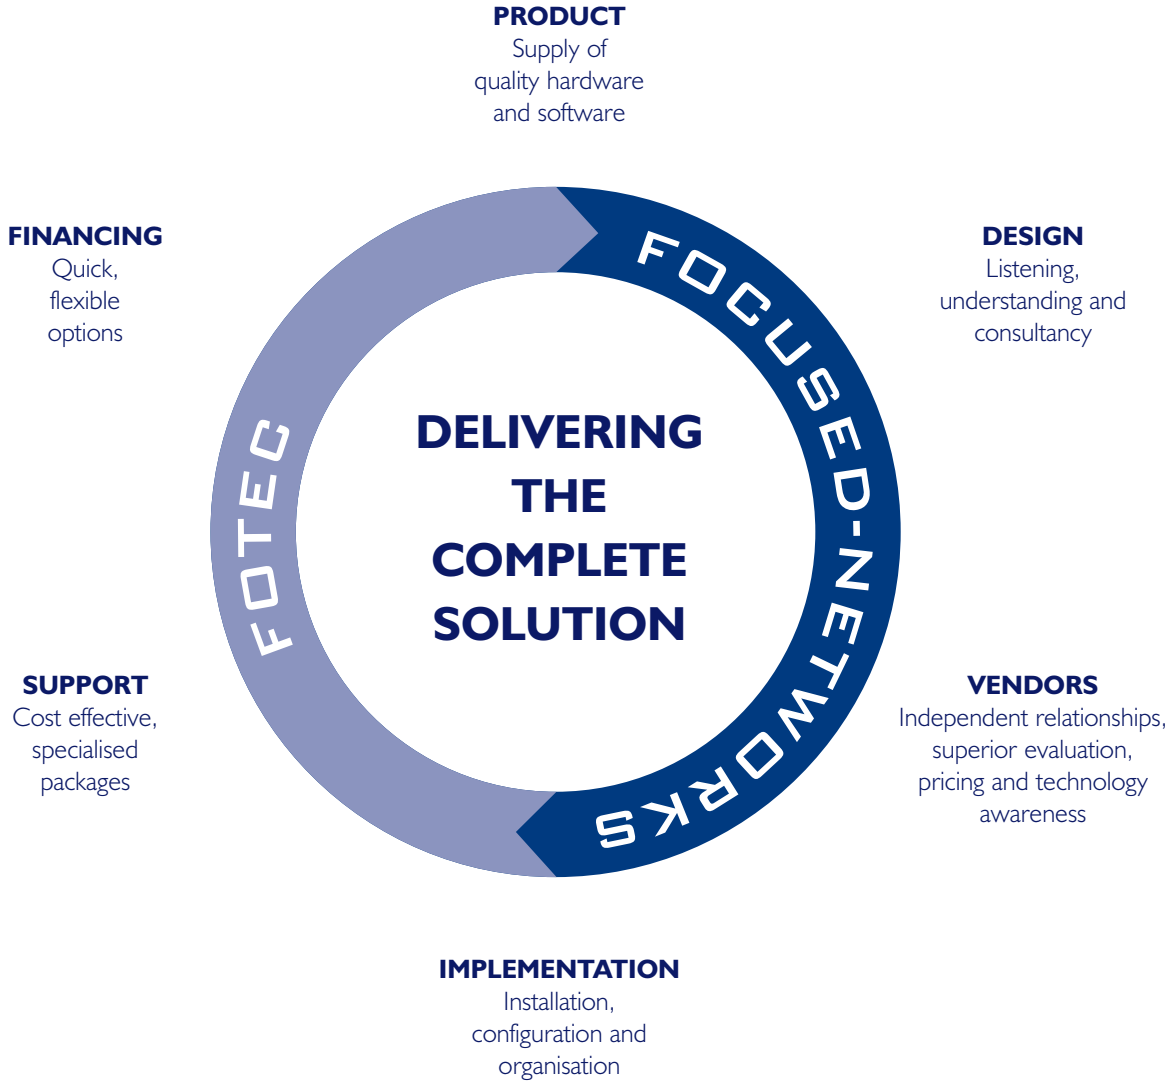 PRODUCT
Supply of
quality hardware
and software
FINANCING
Quick,
flexible
options
DESIGN
Listening,
understanding and
consultancy
FOCUSED-NETWORKS
FOTEC
DELIVERING
THE
COMPLETE
SOLUTION
SUPPORT
Cost effective,
specialised
packages
VENDORS
Independent relationships,
superior evaluation,
pricing and technology
awareness
IMPLEMENTATION
Installation,
configuration and
organisation